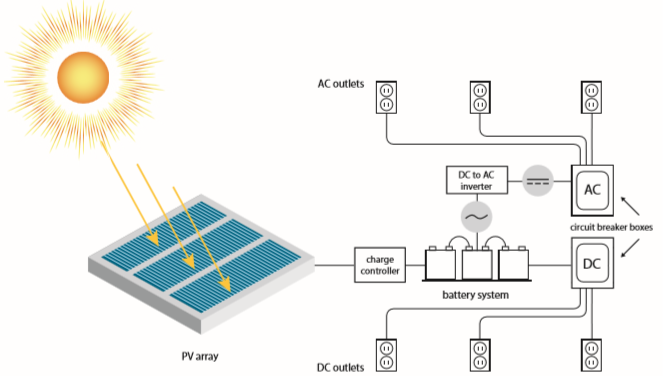 AC outlets
DC to AC
inverter
AC
circuit breaker boxes
charge
controller
DC
battery system
PV array
DC outlets